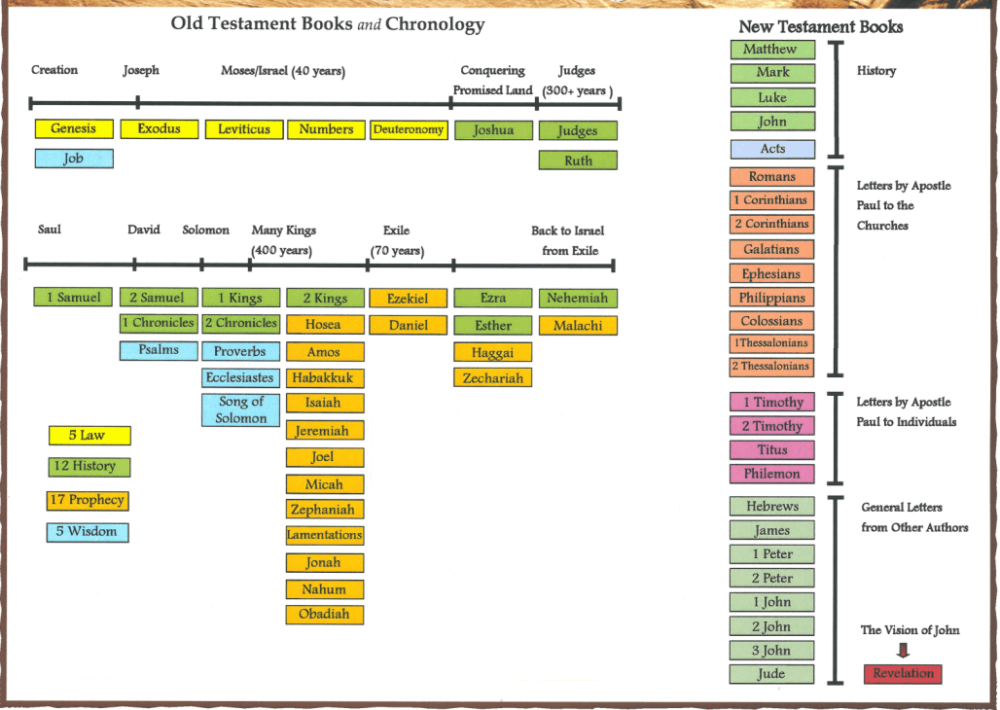 Old Testament Books and Chronology
Creation
Joseph
Moses/Israel (40 years)
Conquering
Promised Land
Judges
(300+ years )
Genesis
Exodus
Leviticus
Numbers
Deuteronomy
Joshua
Judges
Job
Ruth
Saul
David
Solomon
Many Kings
(400 years)
Exile
(70 years)
Back to Israel
from Exile
1 Samuel
2 Samuel
1 Chronicles
Psalms
1 Kings
2 Chronicles
Proverbs
Ecclesiastes
Song of
Solomon
2 Kings
Hosea
Amos
Habakkuk
Isaiah
Jeremiah
Joel
Micah
Zephaniah
Lamentations
Jonah
Nahum
Obadiah
Ezekiel
Daniel
Ezra
Esther
Haggai
Zechariah
Nehemiah
Malachi
5 Law
12 History
17 Prophecy
5 Wisdom
New Testament Books
Matthew
Mark
Luke
John
Acts
History
Romans
1 Corinthians
2 Corinthians
Galatians
Ephesians
Philippians
Colossians
1Thessalonians
2 Thessalonians
Letters by Apostle
Paul to the
Churches
1 Timothy
2 Timothy
Titus
Philemon
Letters by Apostle
Paul to Individuals
Hebrews
James
1 Peter
2 Peter
1 John
2 John
3 John
Jude
General Letters
from Other Authors
The Vision of John
Revelation